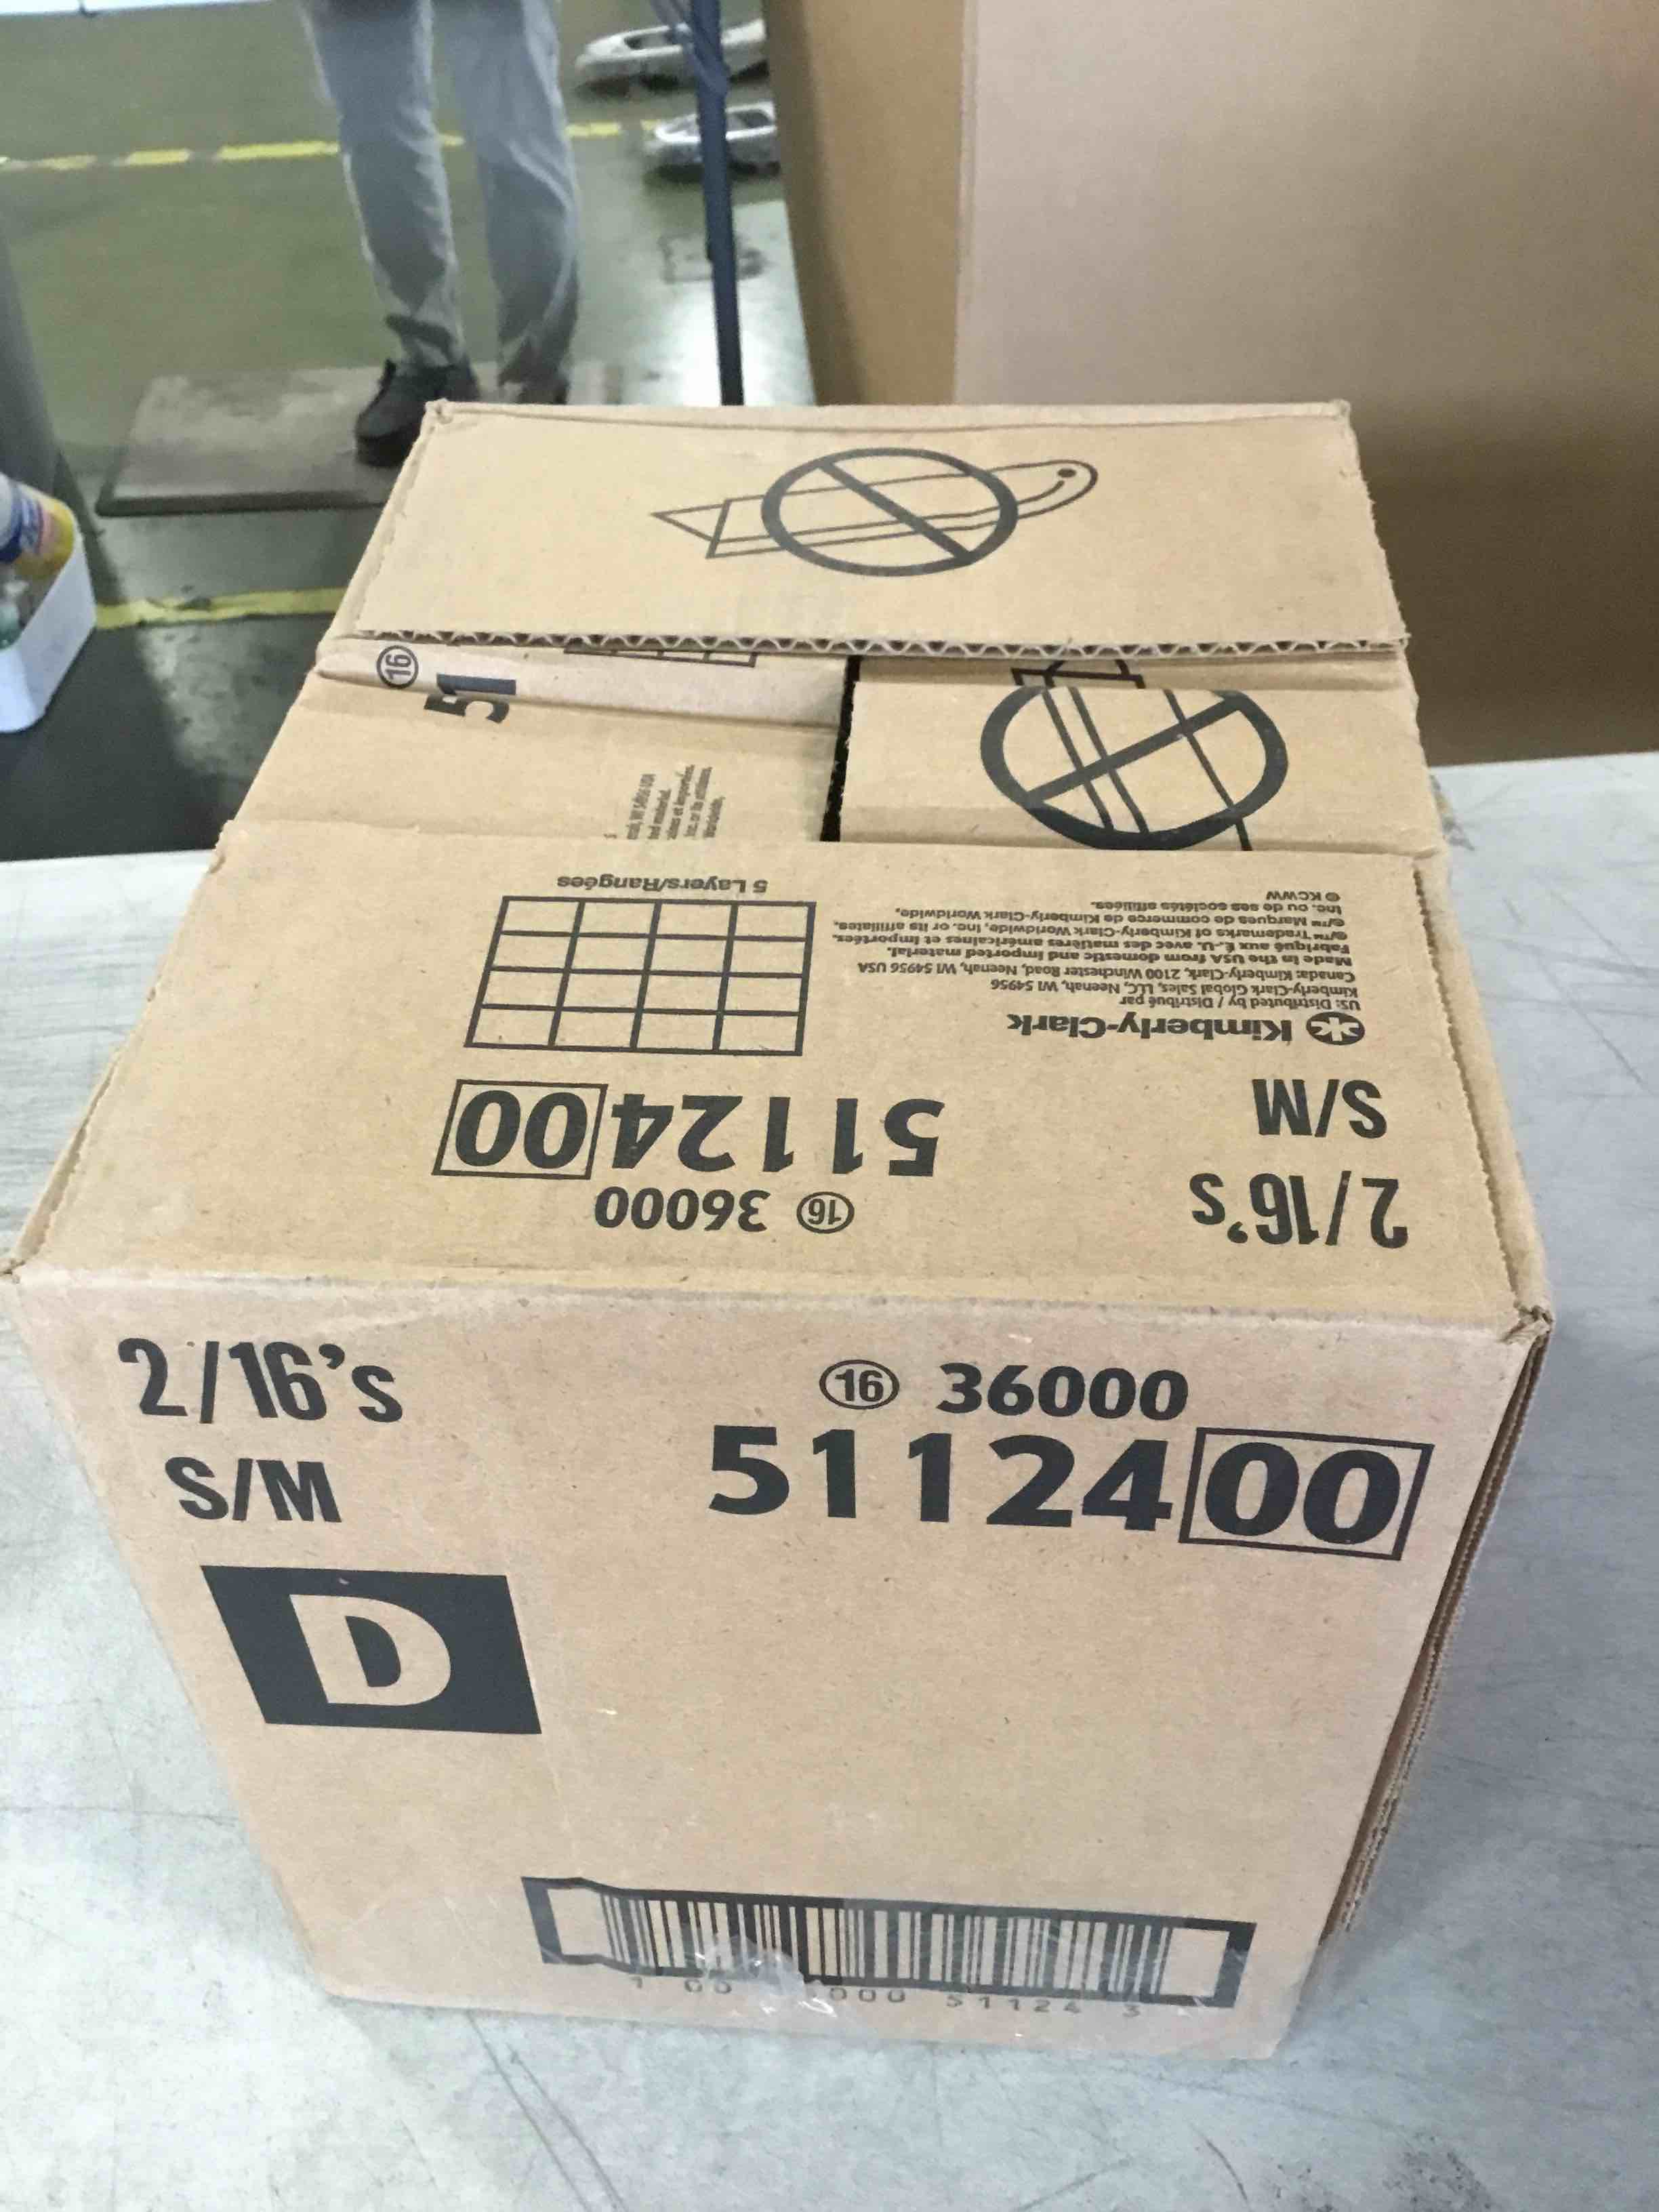 16
51
5 Layers/Rangées
2/16's
S/M
16 36000
5112400
Kimberly-Clark
US: Distributed by / Distribué par
Kimberly-Clark Global Sales, LLC, Neenah, WI 54956
Canada: Kimberly-Clark, 2100 Winchester Road, Neenah, WI 54956 USA
Made in the USA from domestic and imported material.
Fabriqué aux É.-U. avec des matières américaines et importées.
®/™ Trademarks of Kimberly-Clark Worldwide, Inc. or its affiliates.
®/™ Marques de commerce de Kimberly-Clark Worldwide,
Inc. ou de ses sociétés affiliées.
© KCWW
2/16's
S/M
16 36000
5112400
D
1 00 000 51124 3